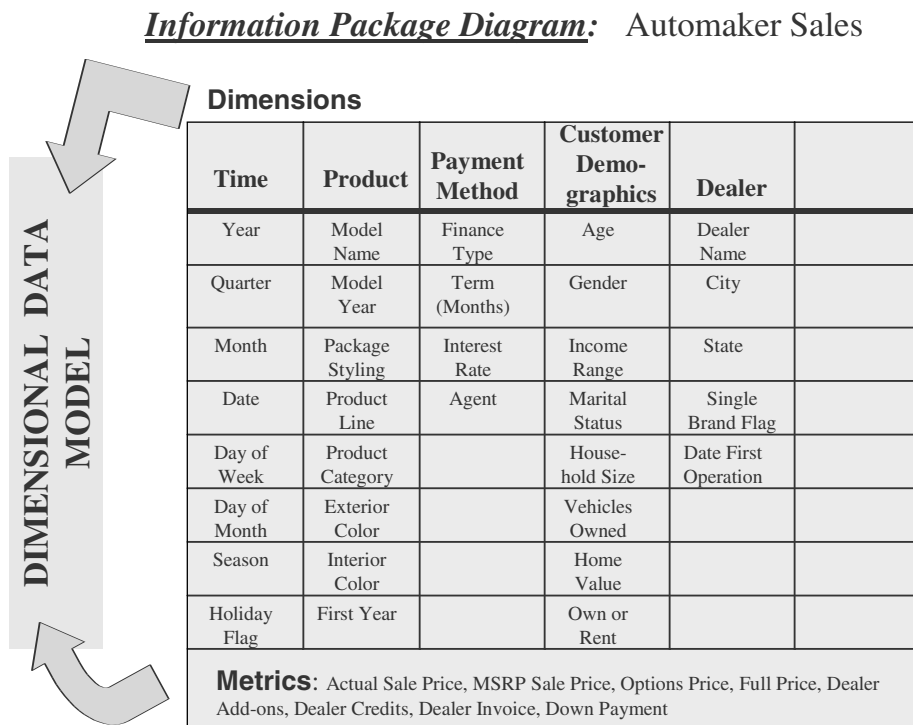 Information Package Diagram: Automaker Sales
Dimensions
DIMENSIONAL DATA
MODEL
Time Product Payment Method Customer Demo-graphics Dealer
Year Model Name Finance Type Age Dealer Name
Quarter Model Year Term (Months) Gender City
Month Package Styling Interest Rate Income Range State
Date Product Line Agent Marital Status Single Brand Flag
Day of Week Product Category House-hold Size Date First Operation
Day of Month Exterior Color Vehicles Owned
Season Interior Color Home Value
Holiday Flag First Year Own or Rent
Metrics: Actual Sale Price, MSRP Sale Price, Options Price, Full Price, Dealer
Add-ons, Dealer Credits, Dealer Invoice, Down Payment